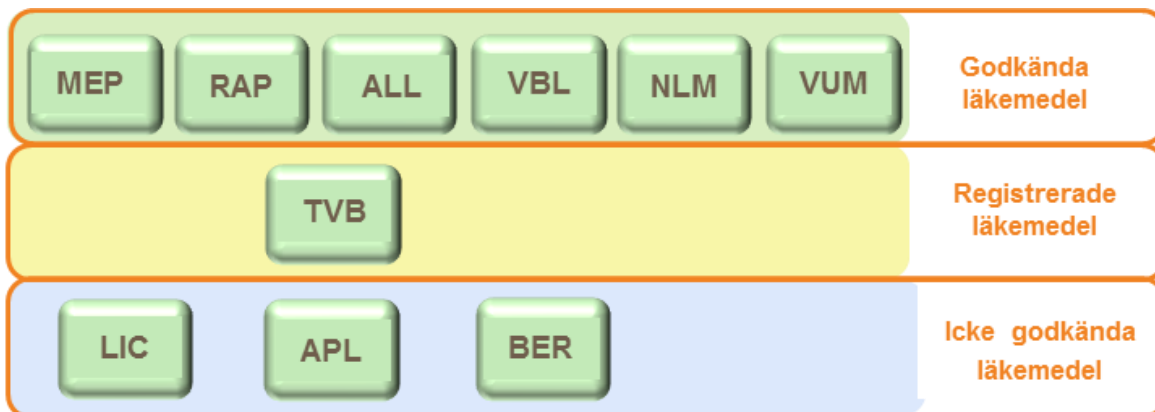 MEP RAP ALL VBL NLM VUM
Godkända
läkemedel
TVB
Registrerade
läkemedel
LIC APL BER
Icke godkända
läkemedel